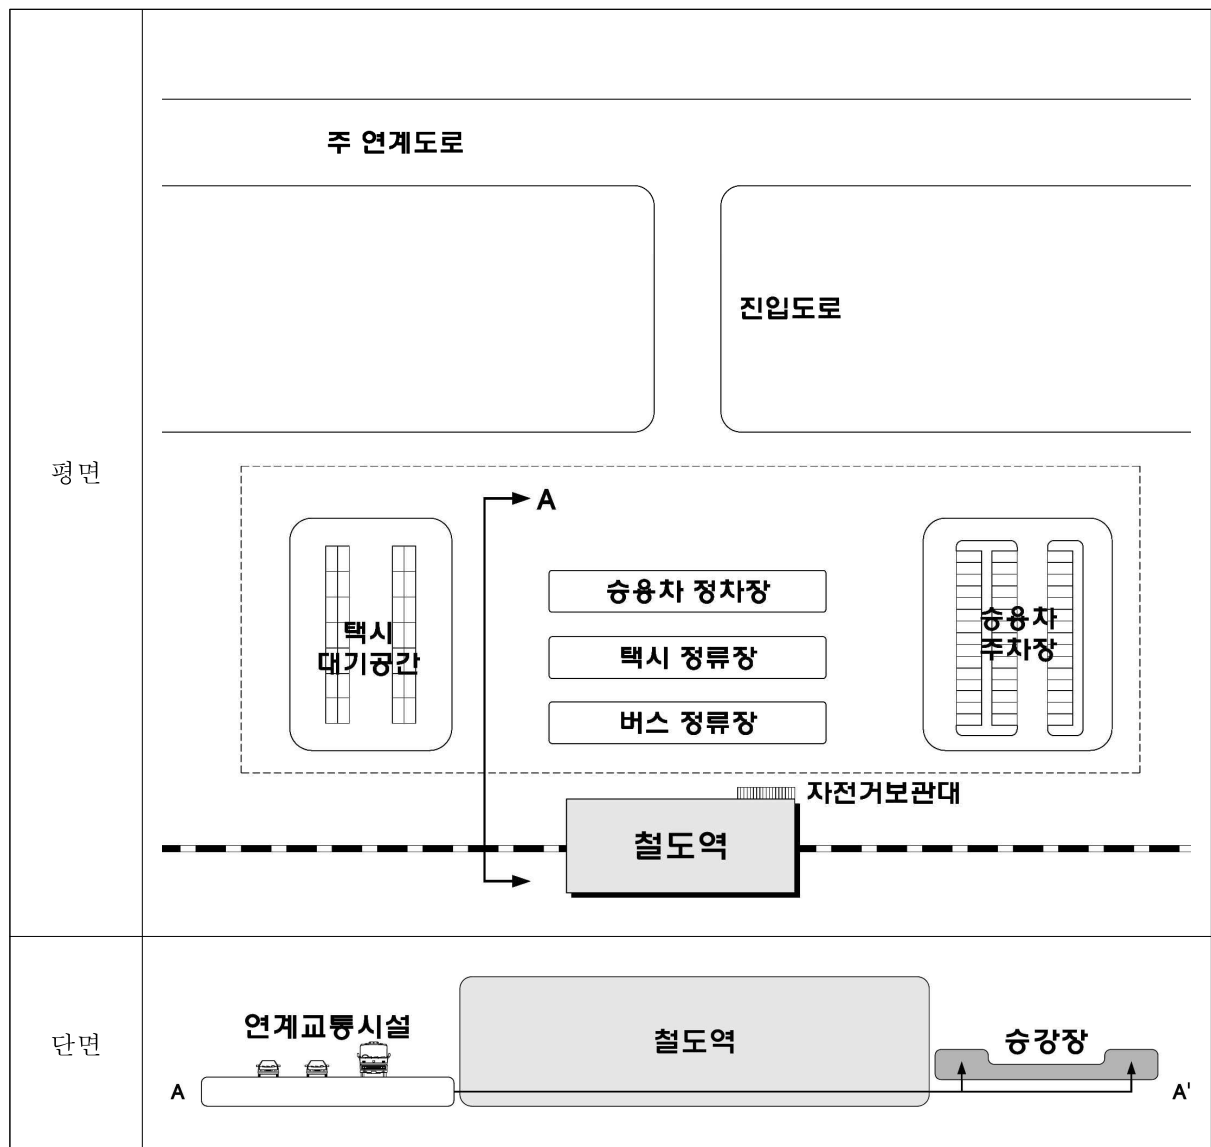 평면
주 연계도로
진입도로
A
승용차 정차장
택시
대기공간
택시 정류장
승용차
주차장
버스 정류장
자전거보관대
철도역
단면
연계교통시설
철도역
승강장
A
A'